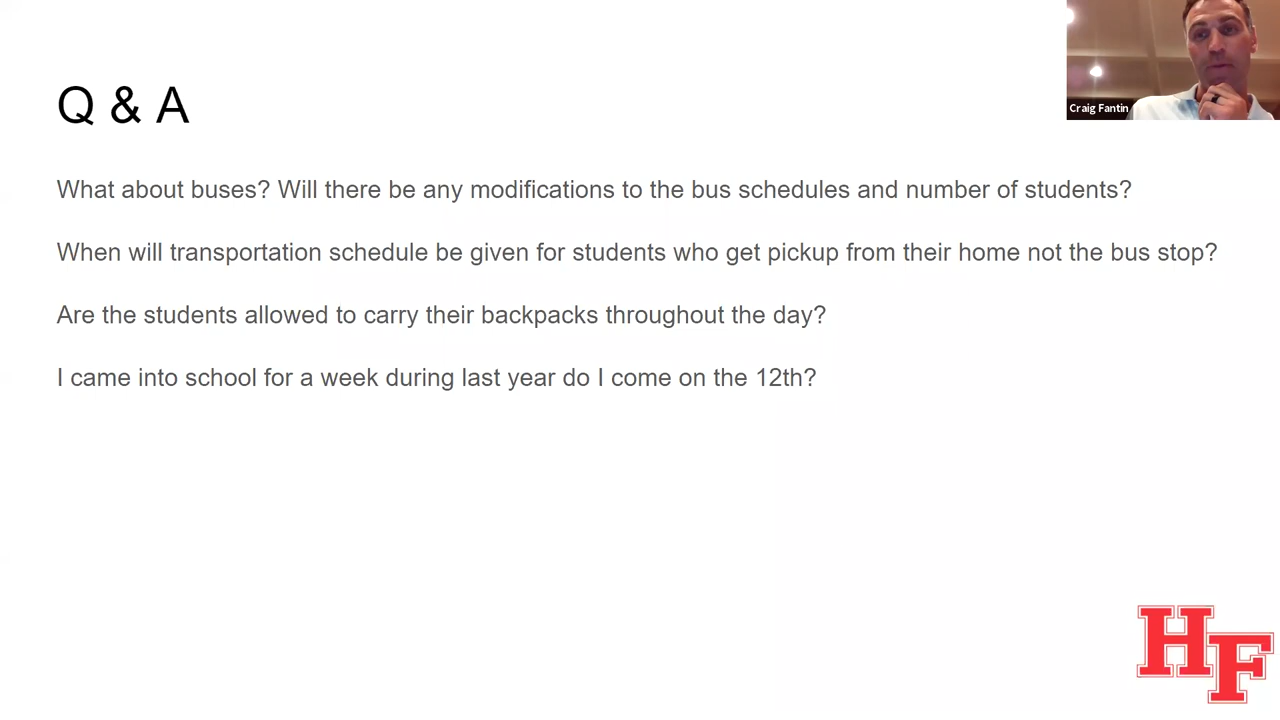 Q & A
Craig Fantin
What about buses? Will there be any modifications to the bus schedules and number of students?
When will transportation schedule be given for students who get pickup from their home not the bus stop?
Are the students allowed to carry their backpacks throughout the day?
I came into school for a week during last year do I come on the 12th?
HF